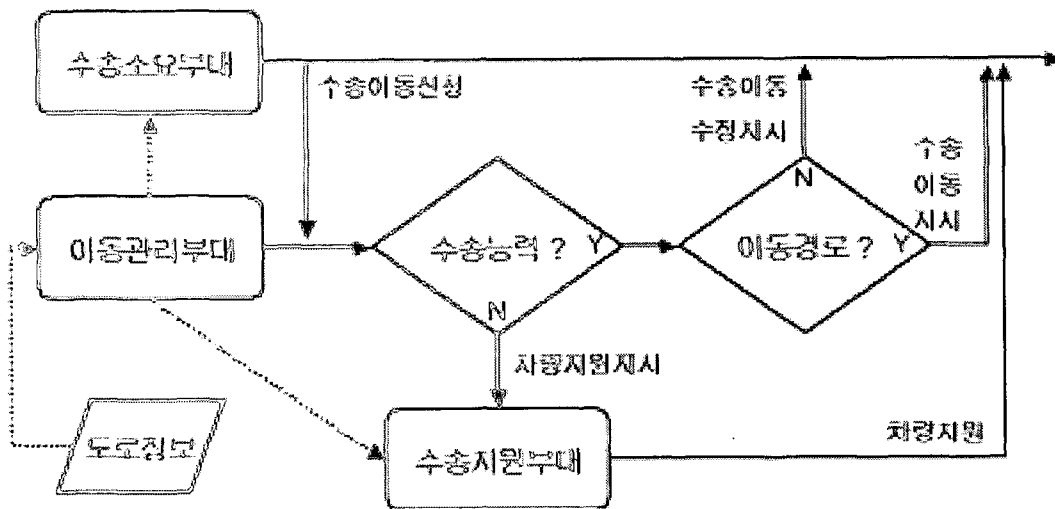 수송소요부대
수송이동신청
수송이동
수정지시
수송
이동
지시
이동관리부대
수송능력 ?
Y
N
이동경로 ?
N
Y
차량지원지시
도로정보
수송지원부대
차량지원